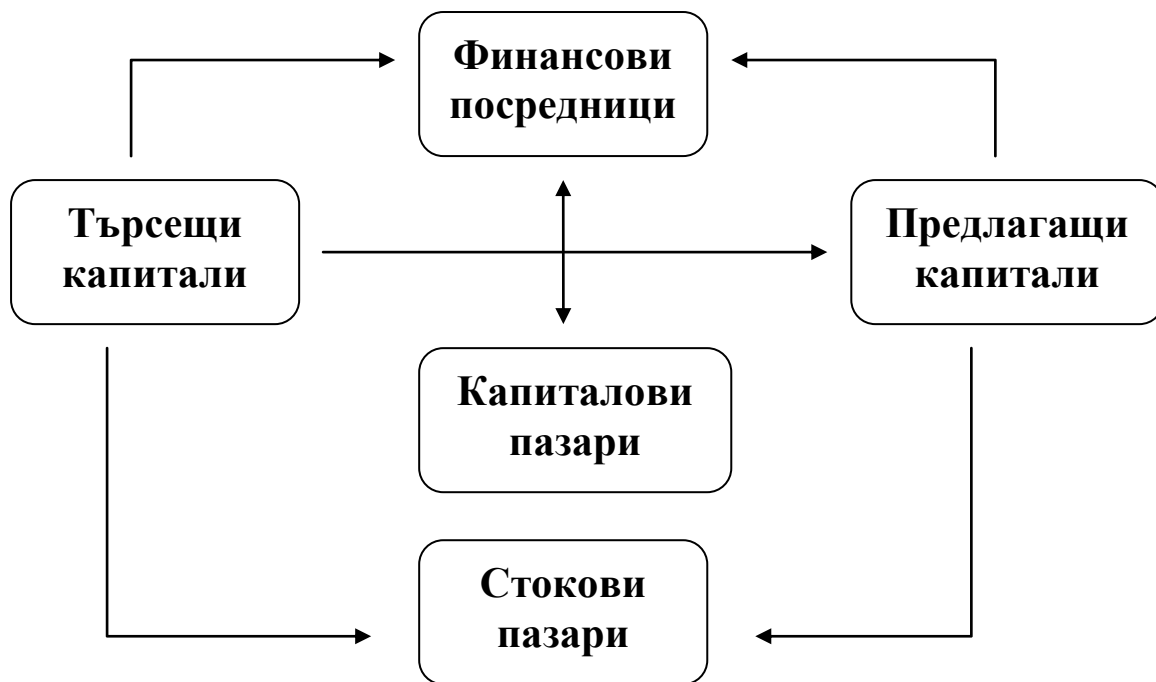 Финансови
посредници
Търсещи
капитали
Предлагащи
капитали
Капиталови
пазари
Стокови
пазари